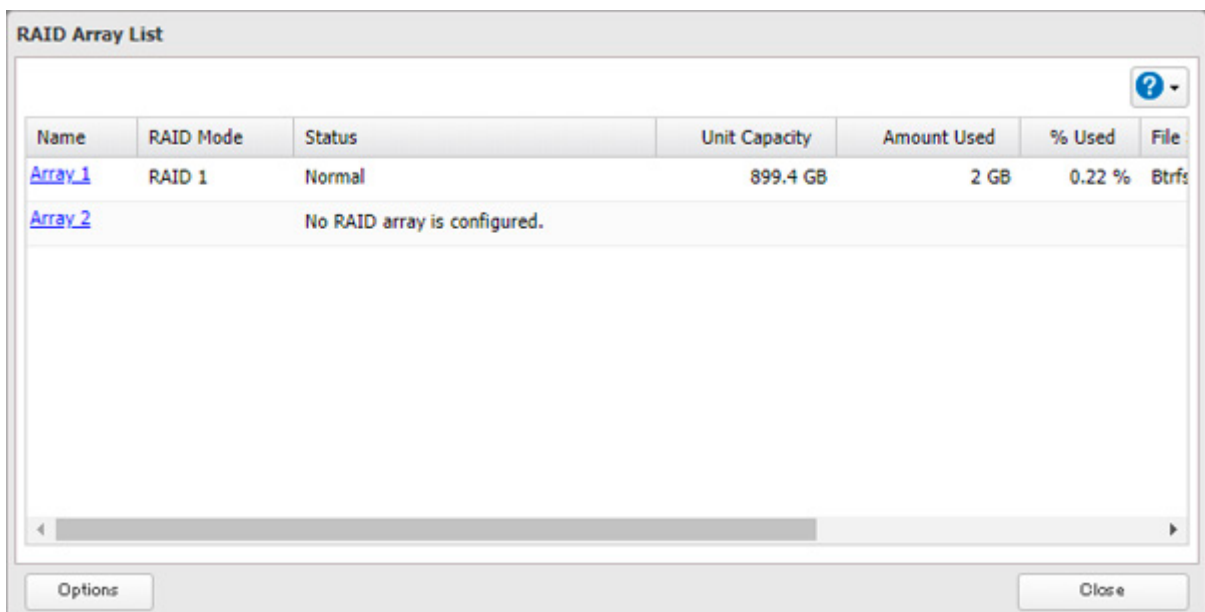 RAID Array List
?
Name RAID Mode Status Unit Capacity Amount Used % Used File
Array 1 RAID 1 Normal 899.4 GB 2 GB 0.22 % Btrfs
Array 2 No RAID array is configured.
Options Close